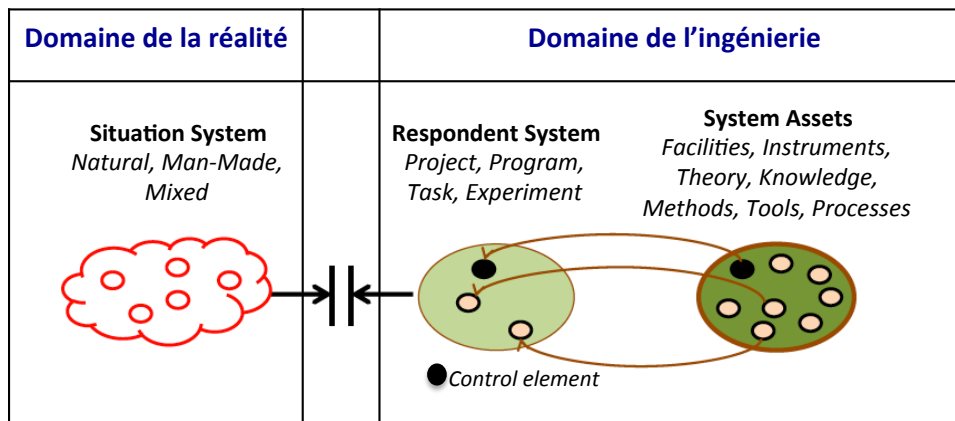 Domaine de la réalité
Domaine de l'ingénierie
Situation System
Natural, Man-Made,
Mixed
Respondent System
Project, Program,
Task, Experiment
System Assets
Facilities, Instruments,
Theory, Knowledge,
Methods, Tools, Processes
Control element